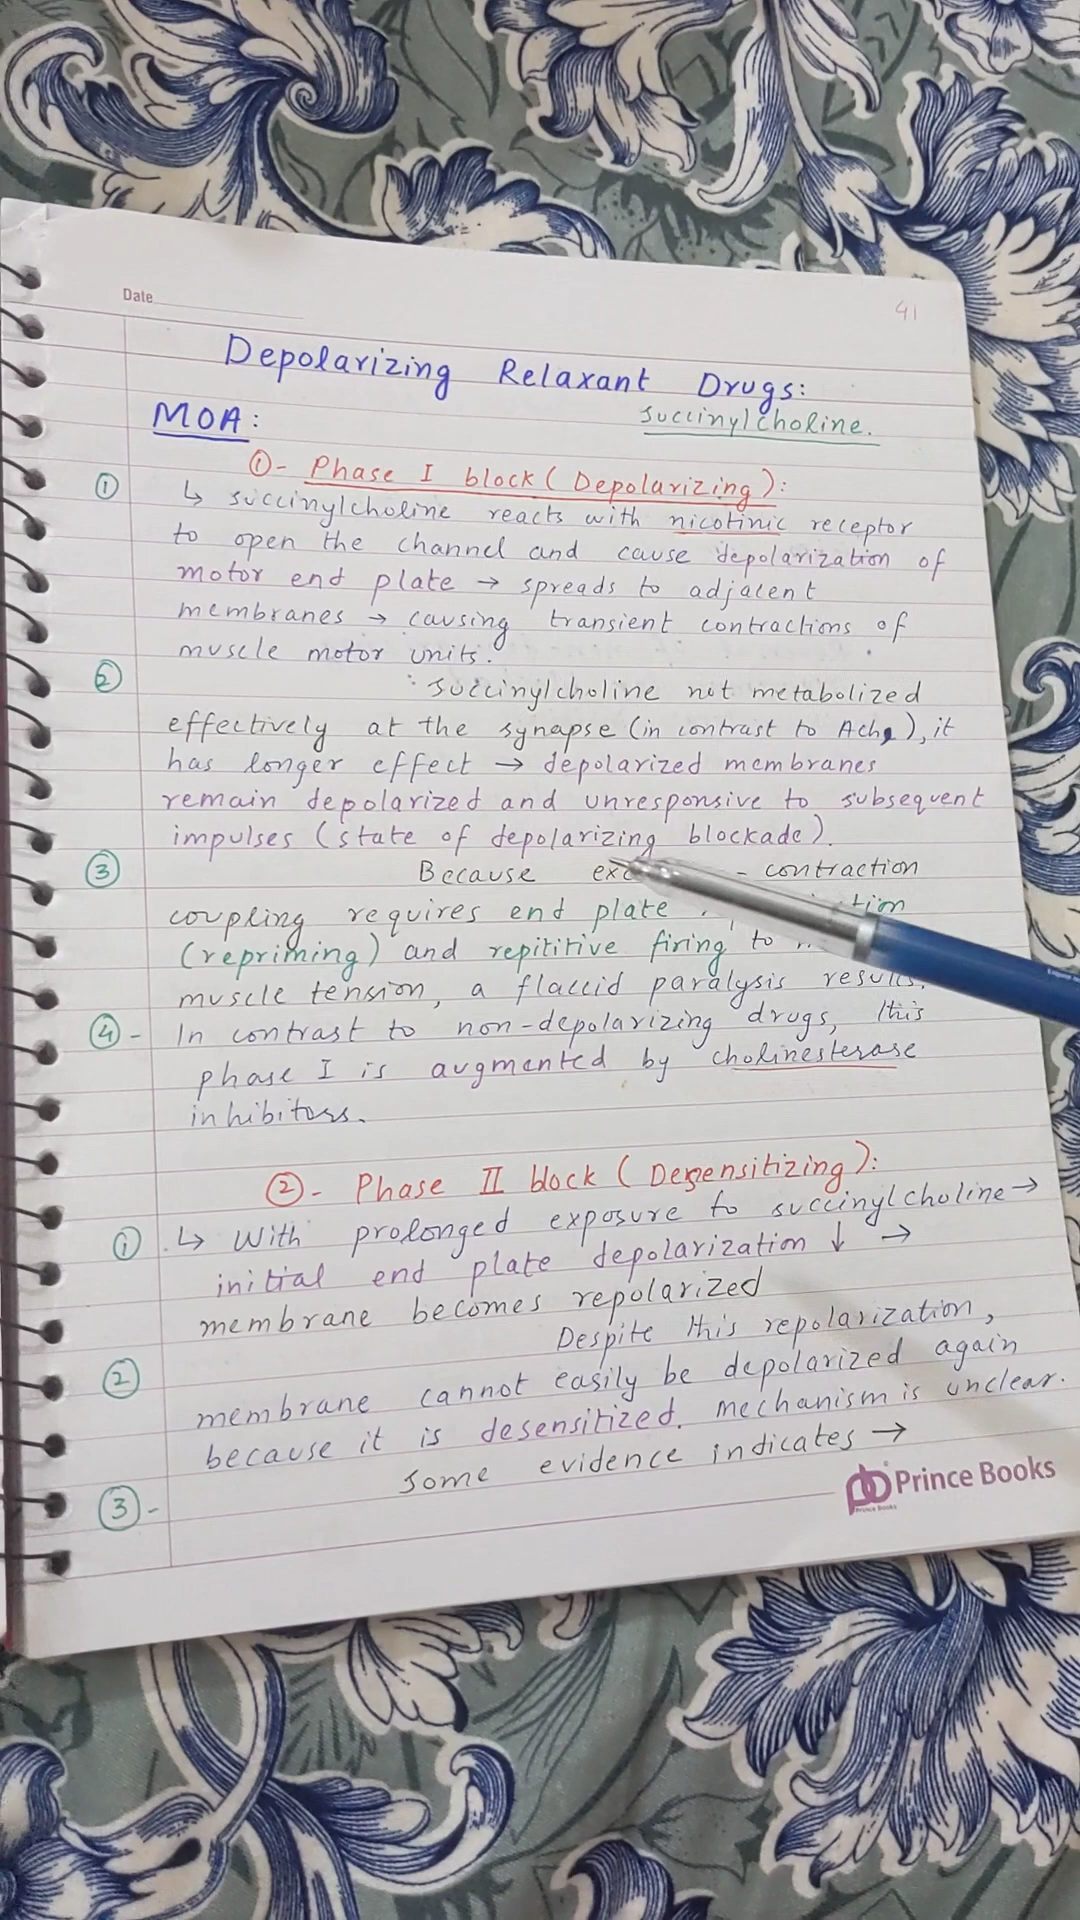 Date
41
Depolarizing Relaxant Drugs:
MOA:
succinylcholine.
①- Phase I block (Depolarizing):
① ↳ succinylcholine reacts with nicotinic receptor
to open the channel and cause depolarization of
motor end plate → spreads to adjacent
membranes → causing transient contractions of
muscle motor units.
② succinylcholine not metabolized
effectively at the synapse (in contrast to Ach), it
has longer effect → depolarized membranes
remain depolarized and unresponsive to subsequent
impulses (state of depolarizing blockade).
③ Because - contraction
coupling requires end plate
(repriming) and repititive firing to
muscle tension, a flaccid paralysis results.
④- In contrast to non-depolarizing drugs, this
phase I is augmented by cholinesterase
inhibitors.
②- Phase II block (Desensitizing):
① ↳ With prolonged exposure to succinylcholine →
initial end plate depolarization ↓ →
membrane becomes repolarized
② Despite this repolarization,
membrane cannot easily be depolarized again
because it is desensitized. mechanism is unclear.
③- some evidence indicates →
pb Prince Books
Prince Books